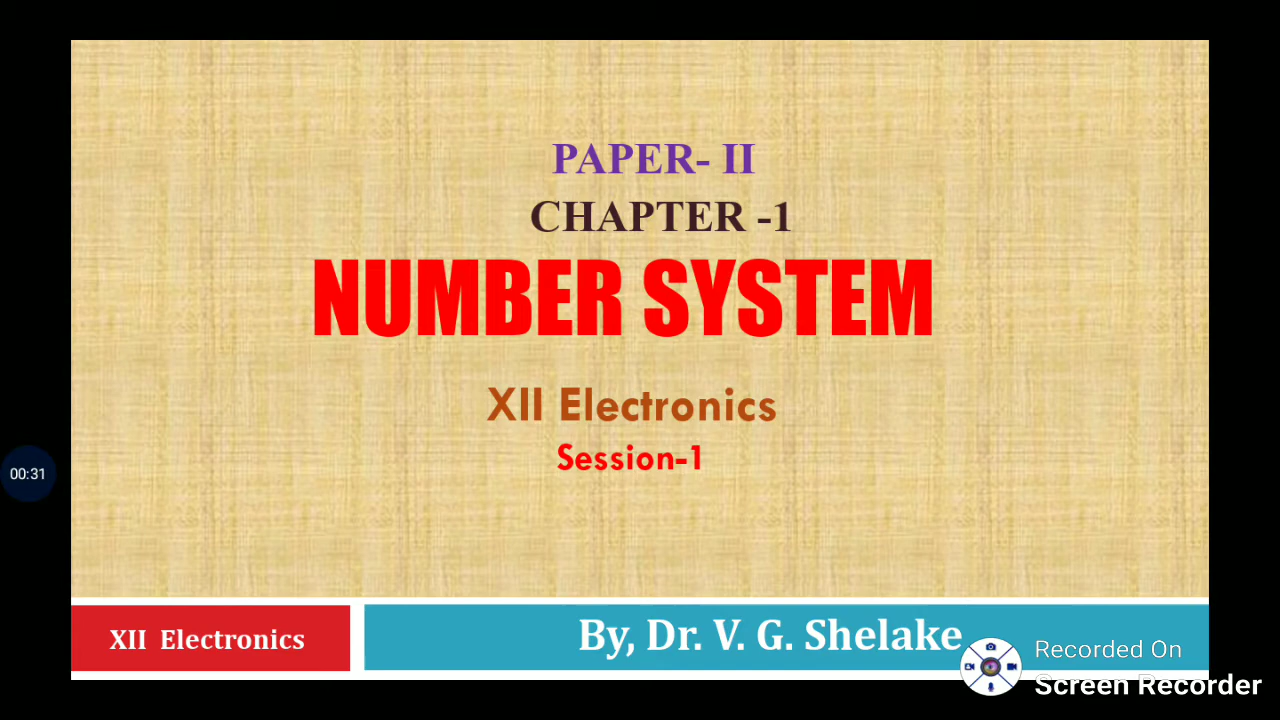 PAPER- II
CHAPTER -1
NUMBER SYSTEM
XII Electronics
Session-1
00:31
XII Electronics
By, Dr. V. G. Shelake
Recorded On
Screen Recorder